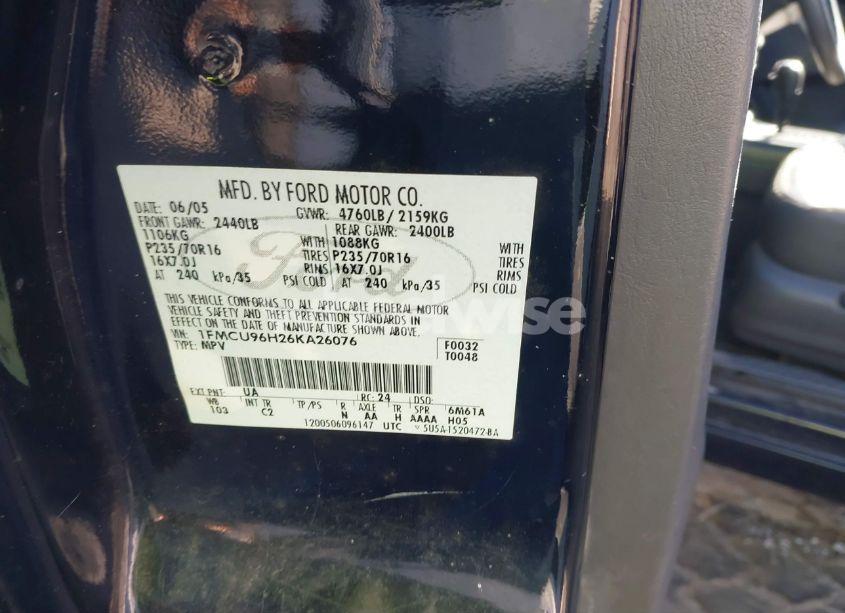 MFD. BY FORD MOTOR CO.
DATE: 06/05 GVWR: 4760LB/2159KG
FRONT GAWR: 2440LB REAR GAWR: 2400LB
1106KG WITH 1088KG WITH
P235/70R16 TIRES P235/70R16 TIRES
16X7.0J RIMS 16X7.0J RIMS
AT 240 kPa/35 PSI COLD AT 240 kPa/35 PSI COLD
Ford
THIS VEHICLE CONFORMS TO ALL APPLICABLE FEDERAL MOTOR
VEHICLE SAFETY AND THEFT PREVENTION STANDARDS IN
EFFECT ON THE DATE OF MANUFACTURE SHOWN ABOVE.
VIN: 1FMCU96H26KA26076 F0032
TYPE: MPV T0048
EXT PNT: UA RC: 24 DSO:
WB INT TR TP/PS R AXLE TR SPR 6M61A
103 C2 N AA H AAAA H05
1200506096147 UTC 5U5A-1520472-BA